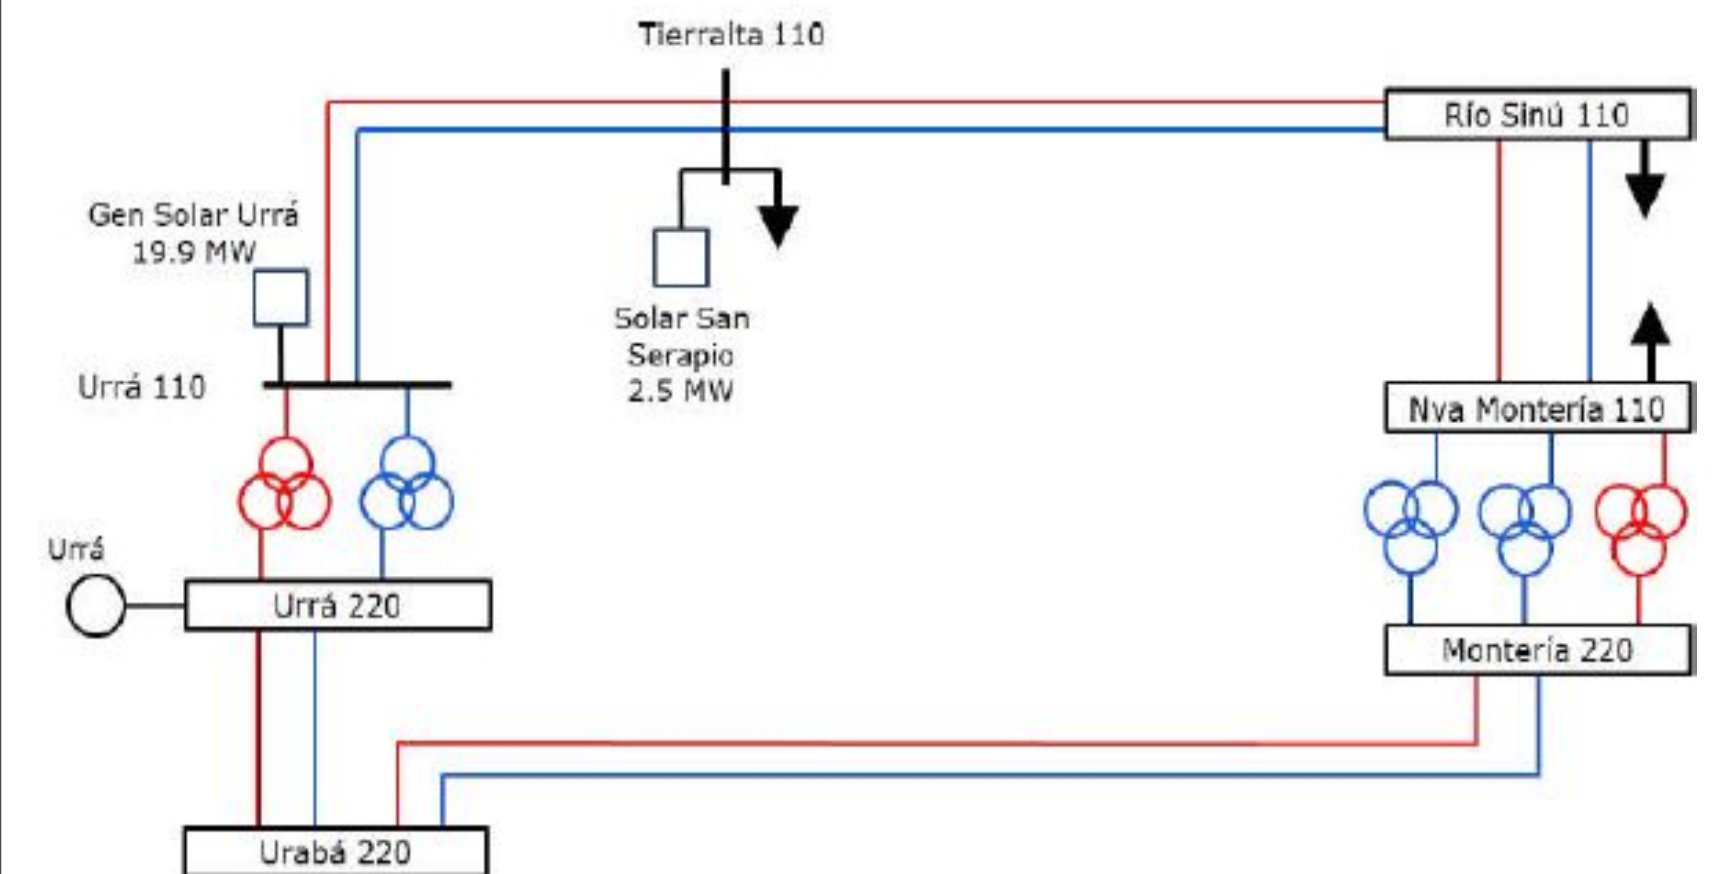 Tierralta 110
Río Sinú 110
Gen Solar Urrá
19.9 MW
Solar San
Serapio
2.5 MW
Urrá 110
Nva Montería 110
Urrá
Urrá 220
Montería 220
Urabá 220